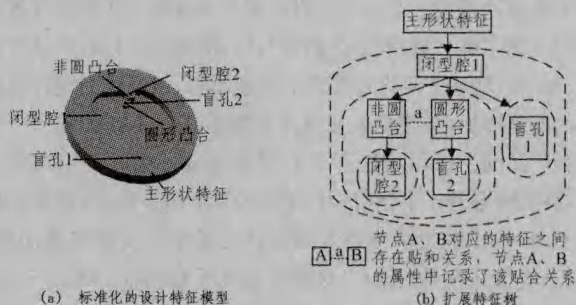 非圆凸台
闭型腔2
盲孔2
闭型腔1
圆形凸台
盲孔1
主形状特征
(a) 标准化的设计特征模型
主形状特征
闭型腔1
非圆
凸台
a
圆形
凸台
盲孔
1
闭型
腔2
盲孔
2
A a B
节点A、B对应的特征之间
存在贴和关系，节点A、B
的属性中记录了该贴合关系
(b) 扩展特征树